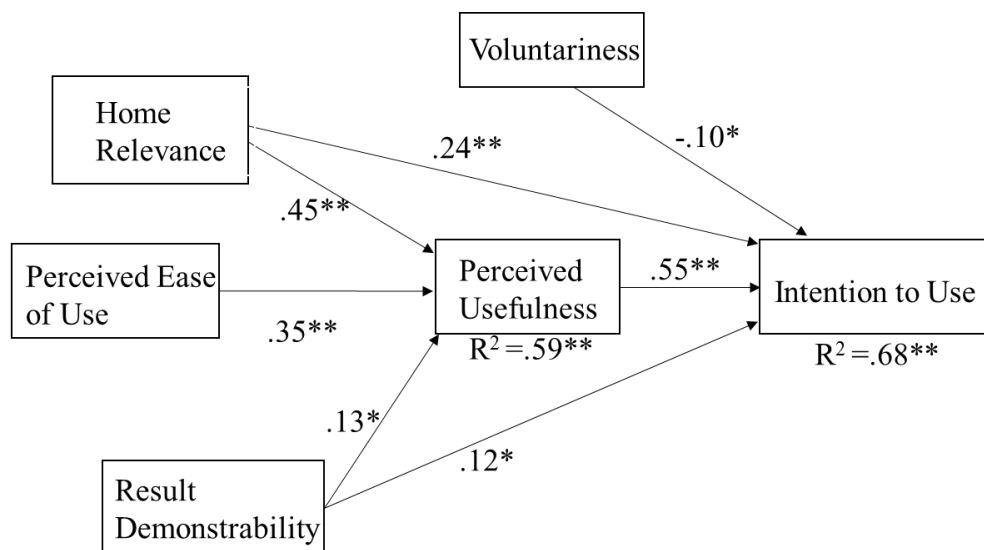 Voluntariness
Home
Relevance
-.10*
.24**
.45**
Perceived Ease
of Use
.35**
Perceived
Usefulness
R² =.59**
.55**
Intention to Use
R² =.68**
.13*
.12*
Result
Demonstrability